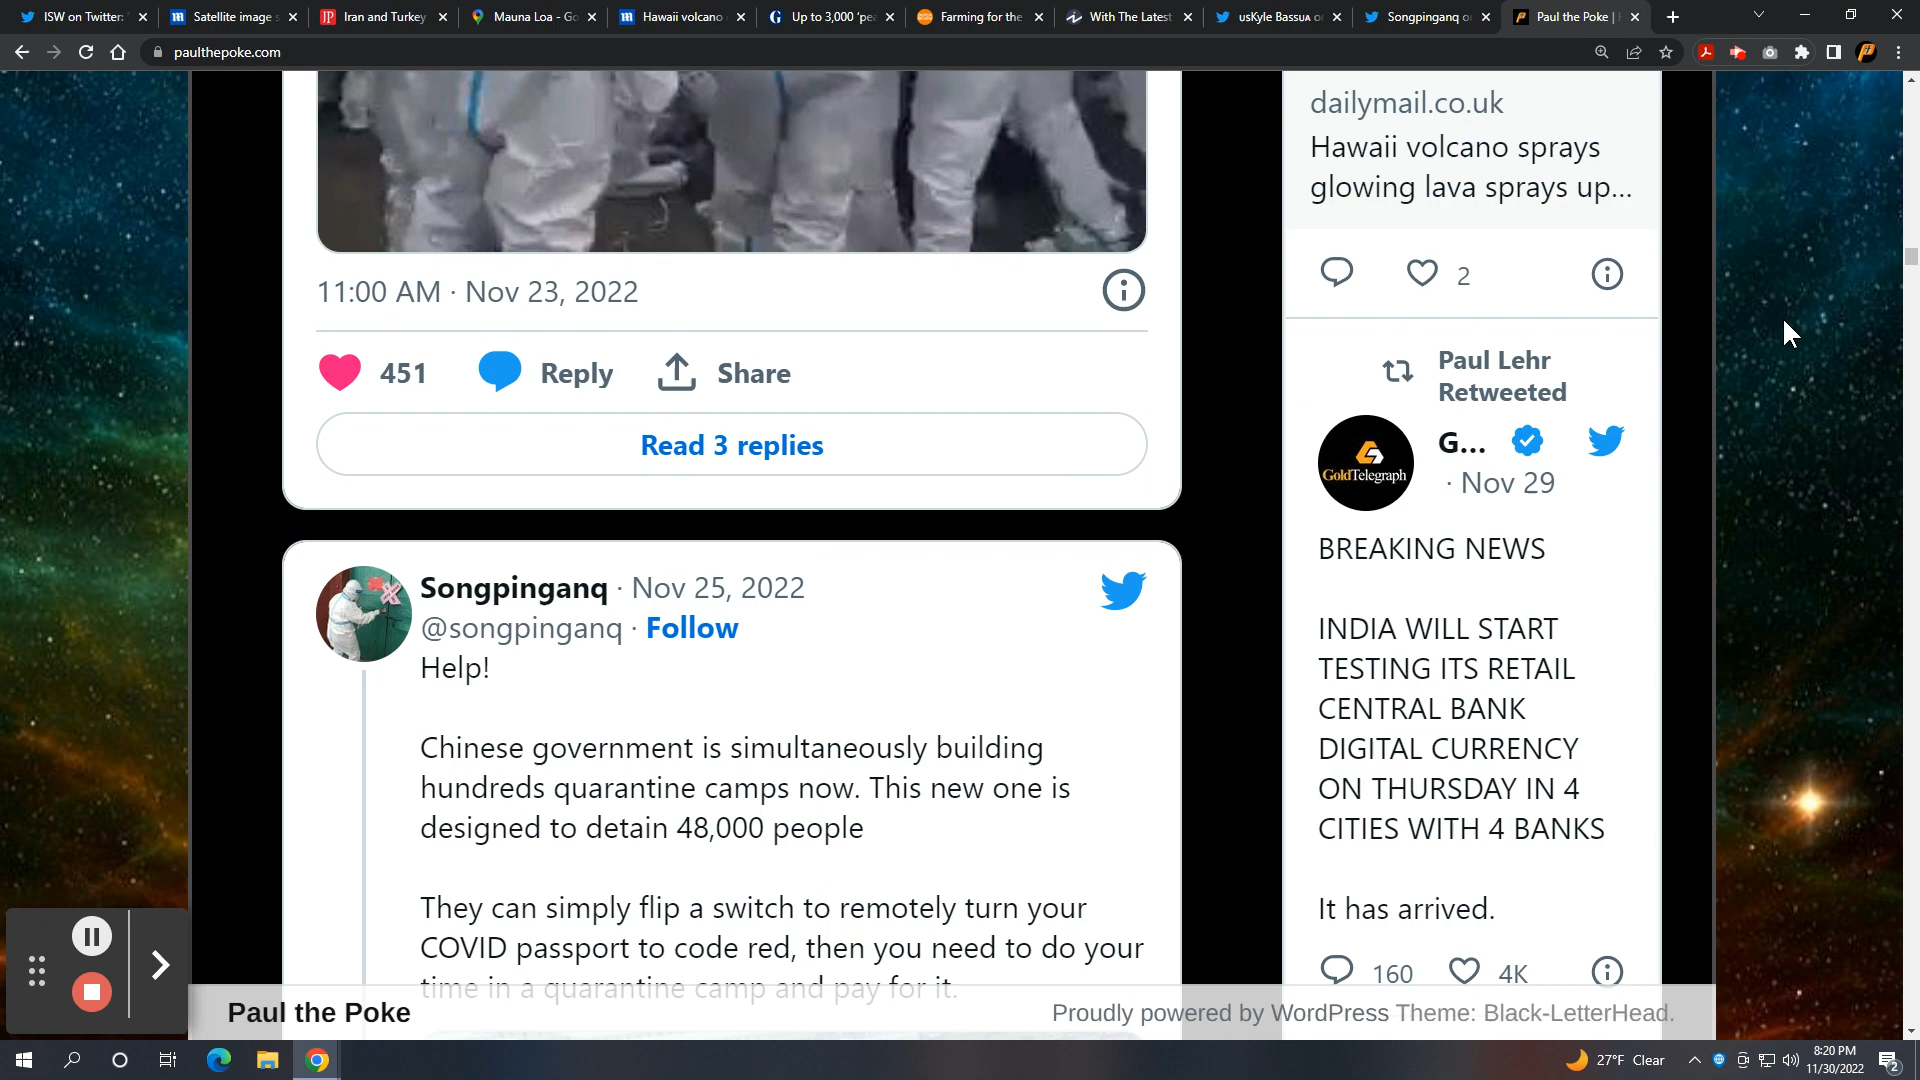 ISW on Twitter:
Satellite image s
Iran and Turkey
Mauna Loa - Go
Hawaii volcano
Up to 3,000 'pea
Farming for the
With The Latest
usKyle Bassua or
Songpinganq o
Paul the Poke |
paulthepoke.com
11:00 AM · Nov 23, 2022
451 Reply Share
Read 3 replies
Songpinganq · Nov 25, 2022
@songpinganq · Follow
Help!
Chinese government is simultaneously building
hundreds quarantine camps now. This new one is
designed to detain 48,000 people
They can simply flip a switch to remotely turn your
COVID passport to code red, then you need to do your
time in a quarantine camp and pay for it.
dailymail.co.uk
Hawaii volcano sprays
glowing lava sprays up...
2
Paul Lehr
Retweeted
GoldTelegraph
G...
· Nov 29
BREAKING NEWS
INDIA WILL START
TESTING ITS RETAIL
CENTRAL BANK
DIGITAL CURRENCY
ON THURSDAY IN 4
CITIES WITH 4 BANKS
It has arrived.
160 4K
Paul the Poke
Proudly powered by WordPress Theme: Black-LetterHead.
27°F Clear
8:20 PM
11/30/2022
2